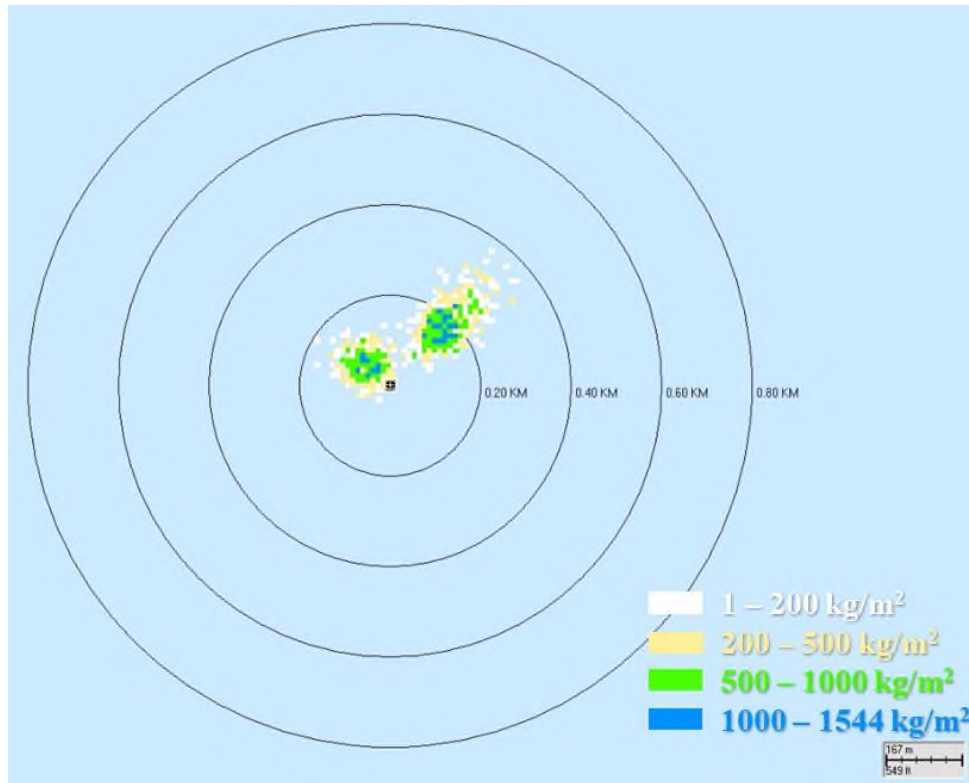 0.20 KM 0.40 KM 0.60 KM 0.80 KM
1 – 200 kg/m²
200 – 500 kg/m²
500 – 1000 kg/m²
1000 – 1544 kg/m²
167 m
549 ft